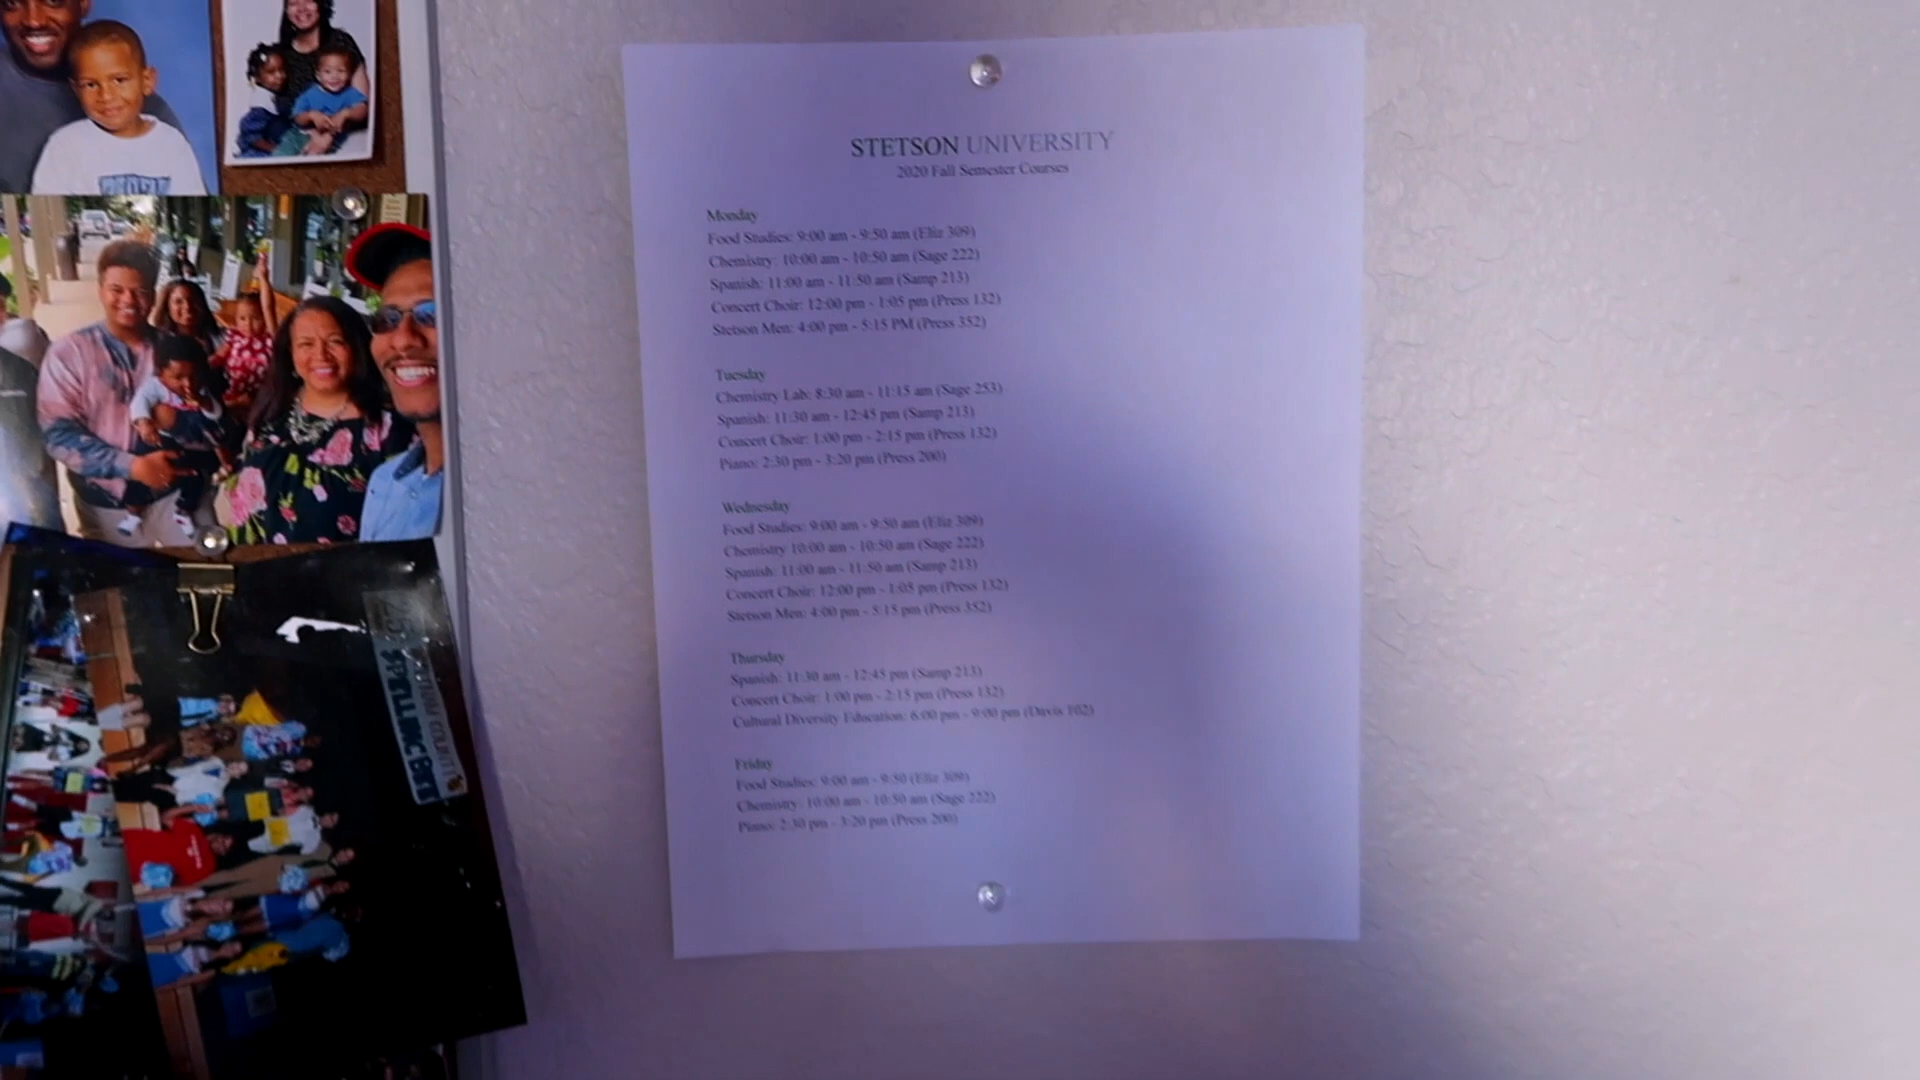 STETSON UNIVERSITY
2020 Fall Semester Courses
Monday
Food Studies: 9:00 am - 9:50 am (Eliz 309)
Chemistry: 10:00 am - 10:50 am (Sage 222)
Spanish: 11:00 am - 11:50 am (Samp 213)
Concert Choir: 12:00 pm - 1:05 pm (Press 132)
Stetson Men: 4:00 pm - 5:15 PM (Press 352)
Tuesday
Chemistry Lab: 8:30 am - 11:15 am (Sage 253)
Spanish: 11:30 am - 12:45 pm (Samp 213)
Concert Choir: 1:00 pm - 2:15 pm (Press 132)
Piano: 2:30 pm - 3:20 pm (Press 200)
Wednesday
Food Studies: 9:00 am - 9:50 am (Eliz 309)
Chemistry 10:00 am - 10:50 am (Sage 222)
Spanish: 11:00 am - 11:50 am (Samp 213)
Concert Choir: 12:00 pm - 1:05 pm (Press 132)
Stetson Men: 4:00 pm - 5:15 pm (Press 352)
Thursday
Spanish: 11:30 am - 12:45 pm (Samp 213)
Concert Choir: 1:00 pm - 2:15 pm (Press 132)
Cultural Diversity Education: 6:00 pm - 9:00 pm (Davis 102)
Friday
Food Studies: 9:00 am - 9:50 (Eliz 309)
Chemistry: 10:00 am - 10:50 am (Sage 222)
Piano: 2:30 pm - 3:20 pm (Press 200)